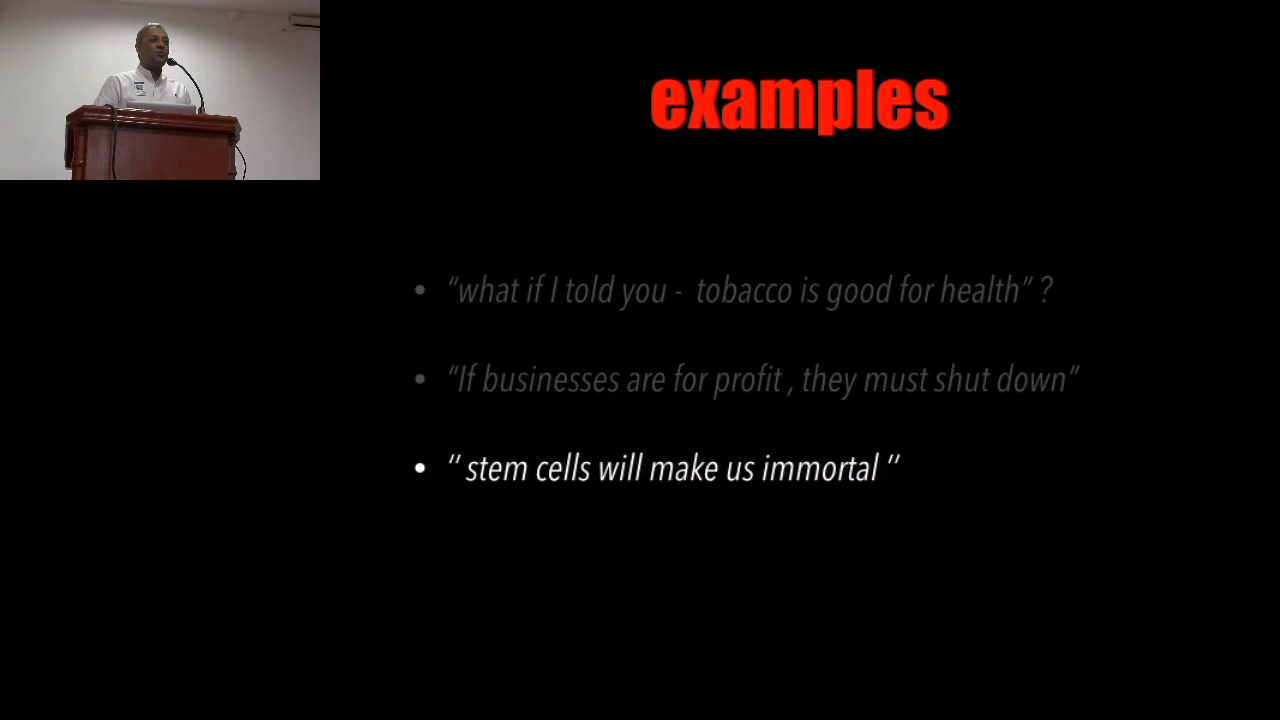 examples
• “what if I told you - tobacco is good for health” ?
• “If businesses are for profit , they must shut down”
• “ stem cells will make us immortal “